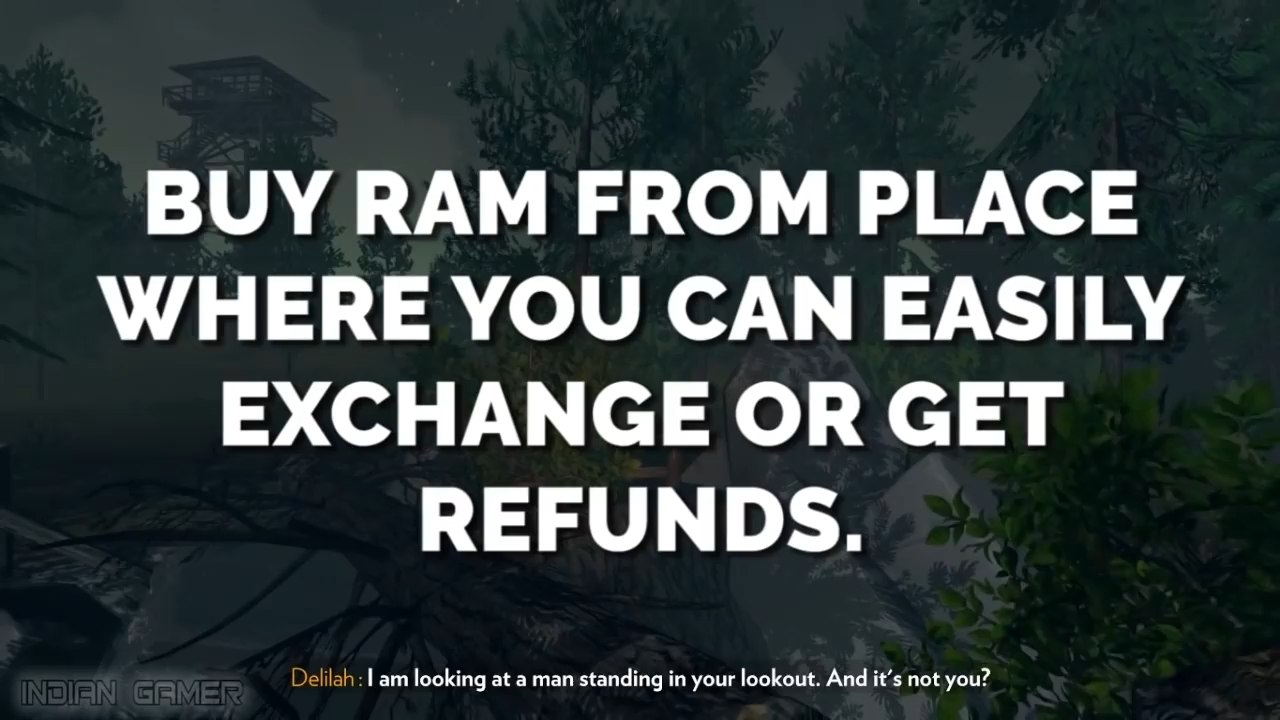 BUY RAM FROM PLACE
WHERE YOU CAN EASILY
EXCHANGE OR GET
REFUNDS.
Delilah : I am looking at a man standing in your lookout. And it's not you?
INDIAN GAMER